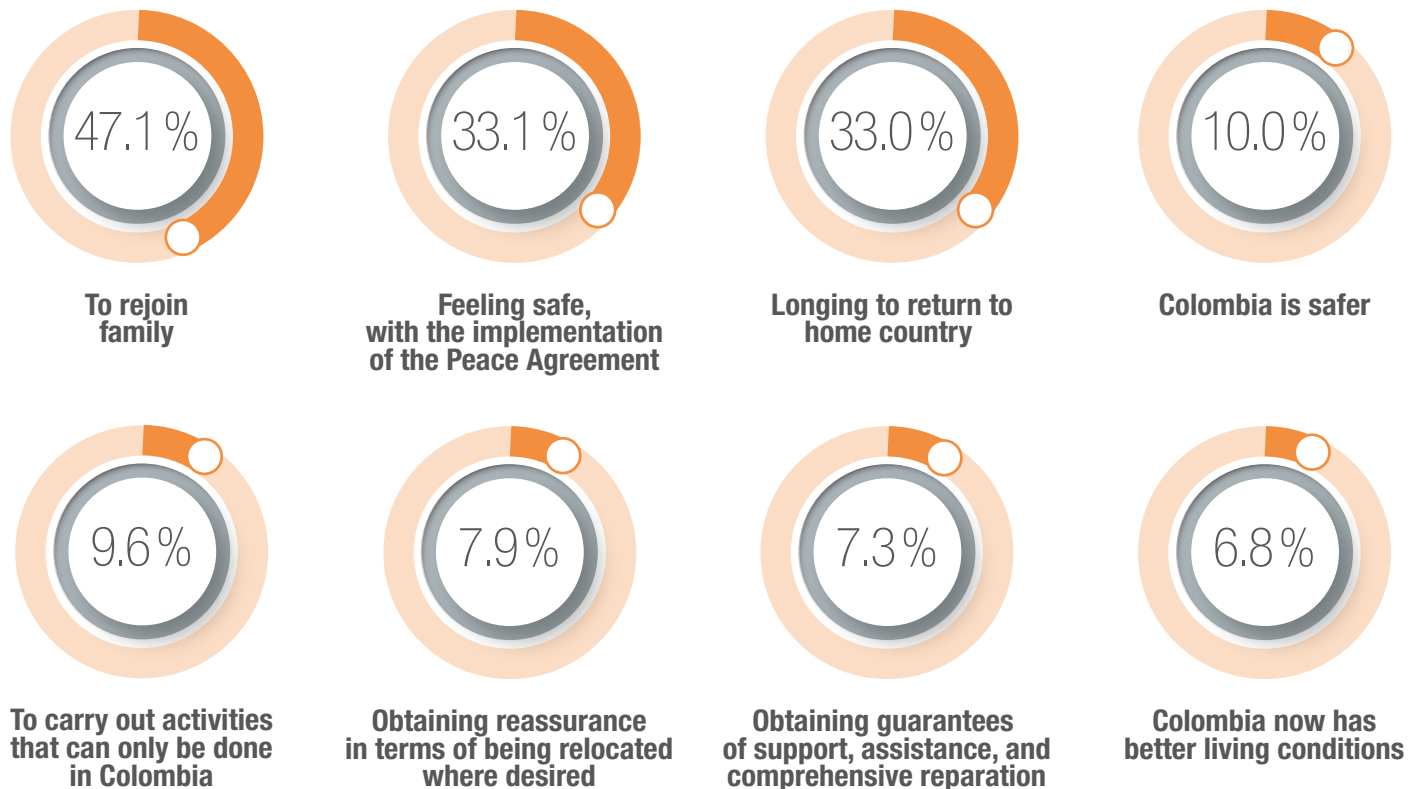 47.1%
33.1%
33.0%
10.0%
To rejoin
family
Feeling safe,
with the implementation
of the Peace Agreement
Longing to return to
home country
Colombia is safer
9.6%
7.9%
7.3%
6.8%
To carry out activities
that can only be done
in Colombia
Obtaining reassurance
in terms of being relocated
where desired
Obtaining guarantees
of support, assistance, and
comprehensive reparation
Colombia now has
better living conditions